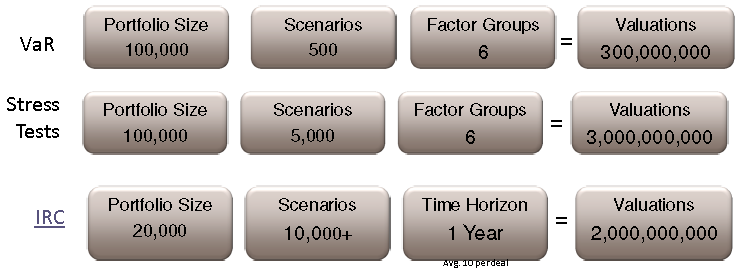 VaR
Portfolio Size
100,000
Scenarios
500
Factor Groups
6
=
Valuations
300,000,000
Stress
Tests
Portfolio Size
100,000
Scenarios
5,000
Factor Groups
6
=
Valuations
3,000,000,000
IRC
Portfolio Size
20,000
Scenarios
10,000+
Time Horizon
1 Year
Avg. 10 per deal
=
Valuations
2,000,000,000